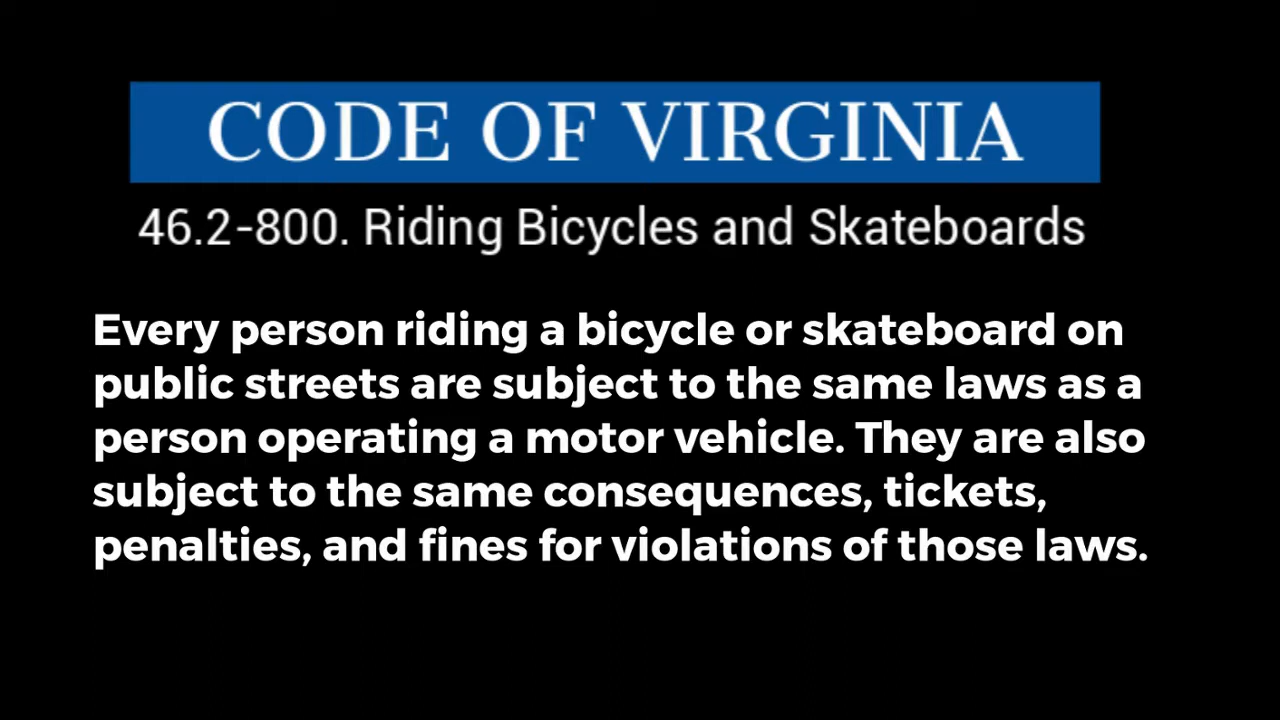 CODE OF VIRGINIA
46.2-800. Riding Bicycles and Skateboards
Every person riding a bicycle or skateboard on
public streets are subject to the same laws as a
person operating a motor vehicle. They are also
subject to the same consequences, tickets,
penalties, and fines for violations of those laws.